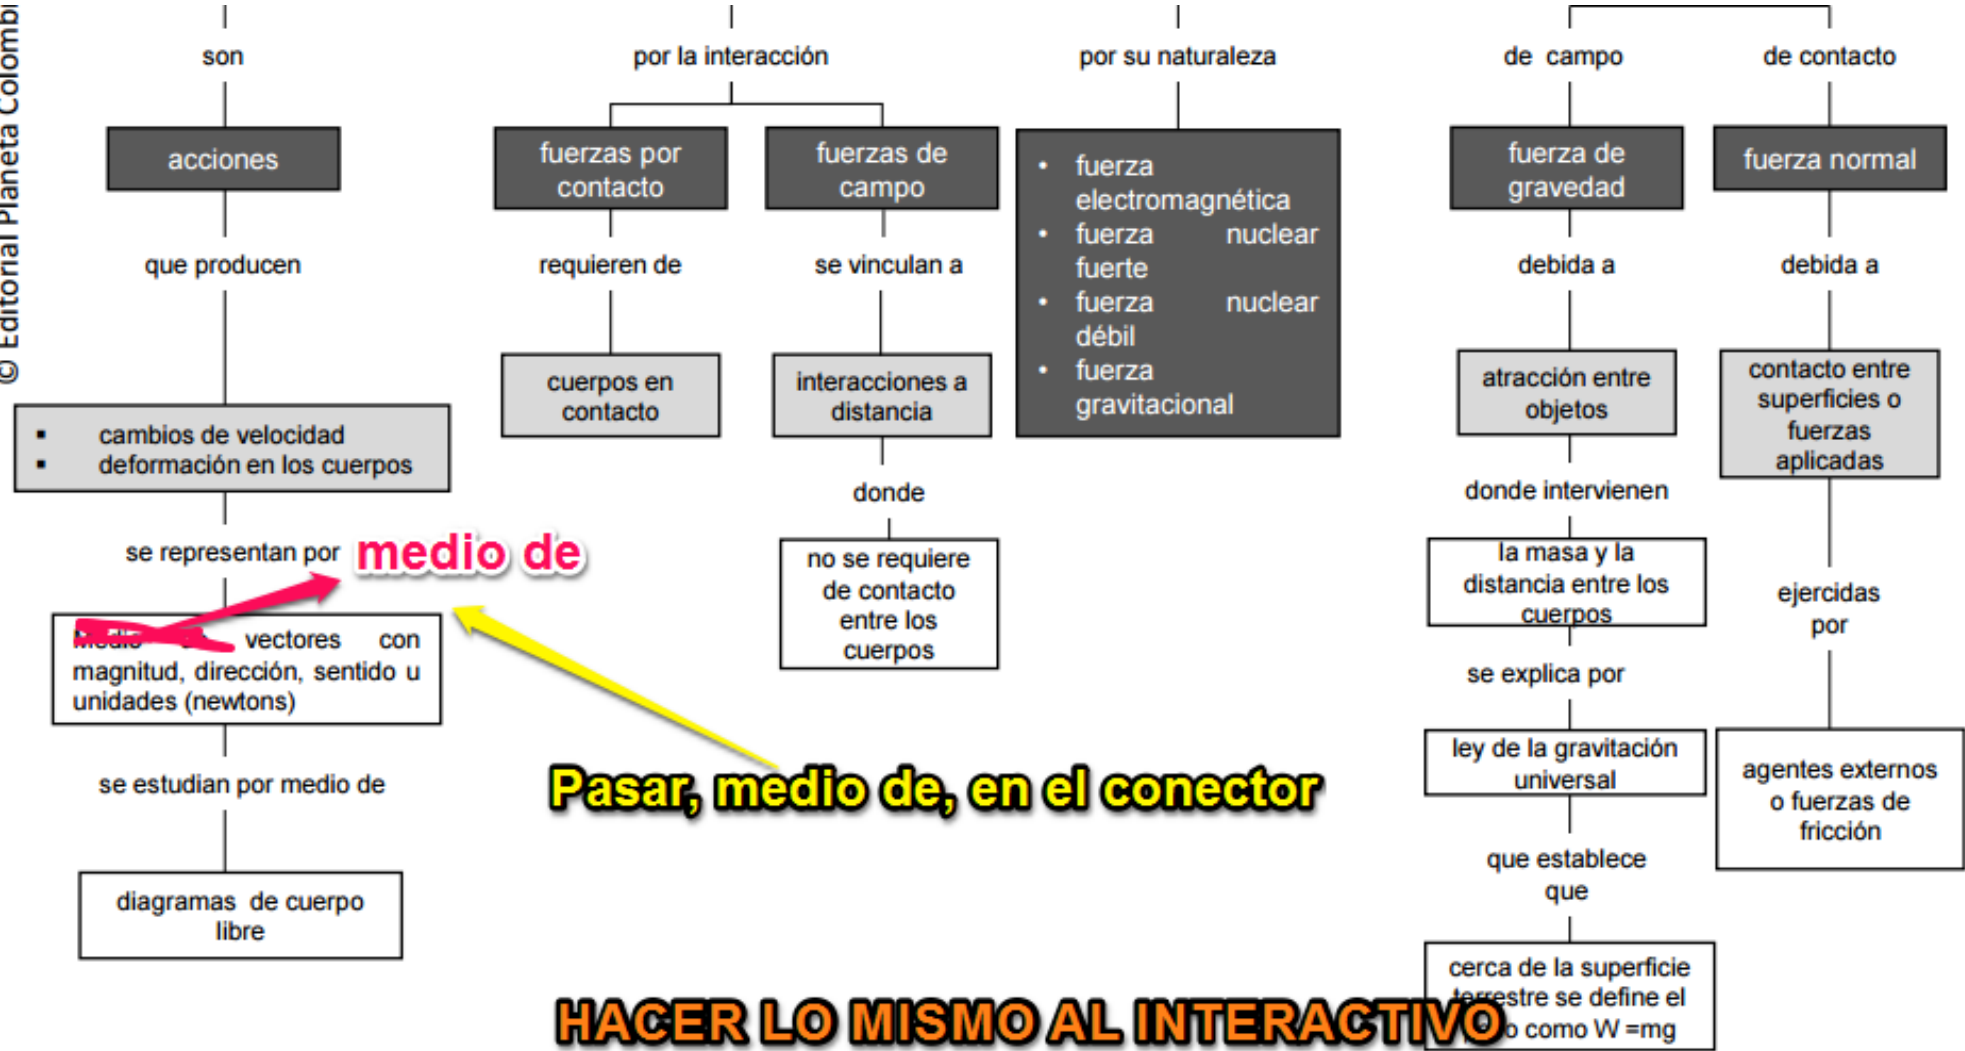 © Editorial Planeta Colombi
son
acciones
que producen
▪ cambios de velocidad
▪ deformación en los cuerpos
se representan por
medio de
vectores con
magnitud, dirección, sentido u
unidades (newtons)
se estudian por medio de
diagramas de cuerpo
libre
por la interacción
fuerzas por
contacto
requieren de
cuerpos en
contacto
fuerzas de
campo
se vinculan a
interacciones a
distancia
donde
no se requiere
de contacto
entre los
cuerpos
por su naturaleza
• fuerza
electromagnética
• fuerza nuclear
fuerte
• fuerza nuclear
débil
• fuerza
gravitacional
de campo
fuerza de
gravedad
debida a
atracción entre
objetos
donde intervienen
la masa y la
distancia entre los
cuerpos
se explica por
ley de la gravitación
universal
que establece
que
cerca de la superficie
terrestre se define el
como W =mg
de contacto
fuerza normal
debida a
contacto entre
superficies o
fuerzas
aplicadas
ejercidas
por
agentes externos
o fuerzas de
fricción
Pasar, medio de, en el conector
HACER LO MISMO AL INTERACTIVO